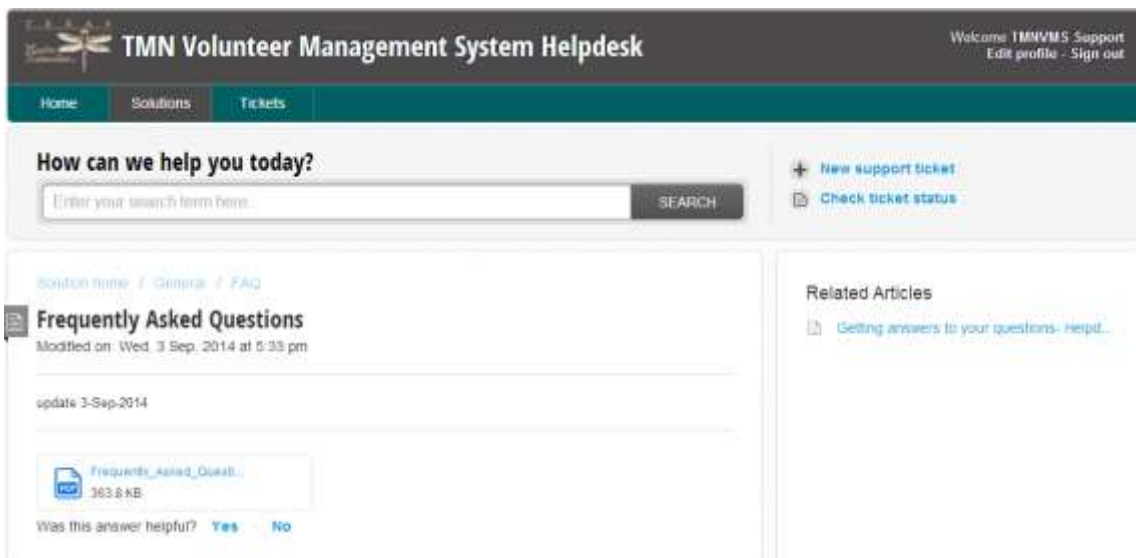 TMN Volunteer Management System Helpdesk
Welcome TMNVMS Support
Edit profile - Sign out
Home Solutions Tickets
How can we help you today?
Enter your search term here...
SEARCH
New support ticket
Check ticket status
Solution home / General / FAQ
Frequently Asked Questions
Modified on: Wed, 3 Sep, 2014 at 5:33 pm
update 3-Sep-2014
Frequently_Asked_Questi...
PDF
363.8 KB
Was this answer helpful? Yes No
Related Articles
Getting answers to your questions- Helpd...